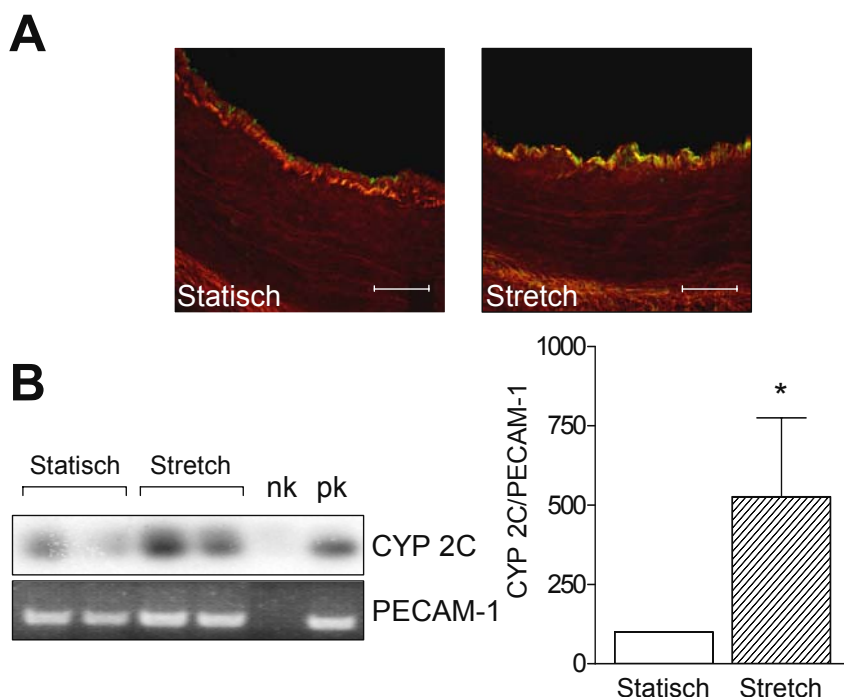 A
Statisch
Stretch
B
Statisch Stretch nk pk
CYP 2C
PECAM-1
CYP 2C/PECAM-1
1000
750
500
250
0
*
Statisch Stretch